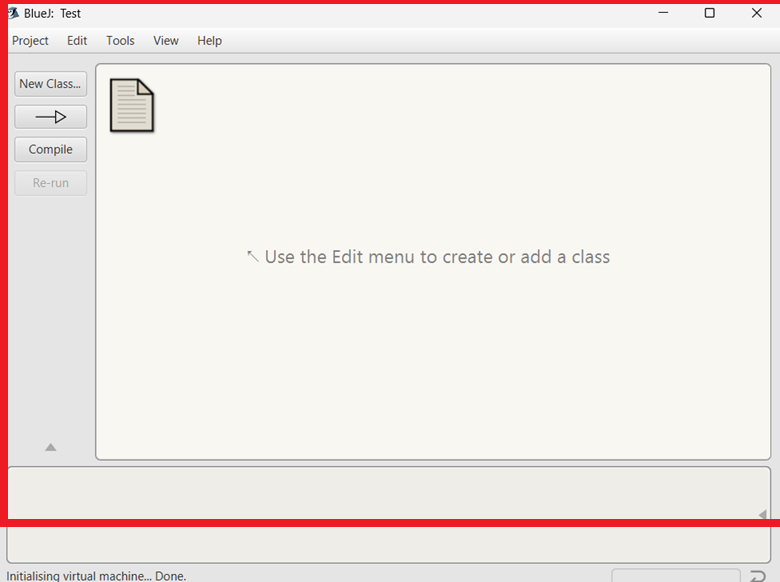 BlueJ: Test
Project Edit Tools View Help
New Class...
Compile
Re-run
Use the Edit menu to create or add a class
Initialising virtual machine... Done.